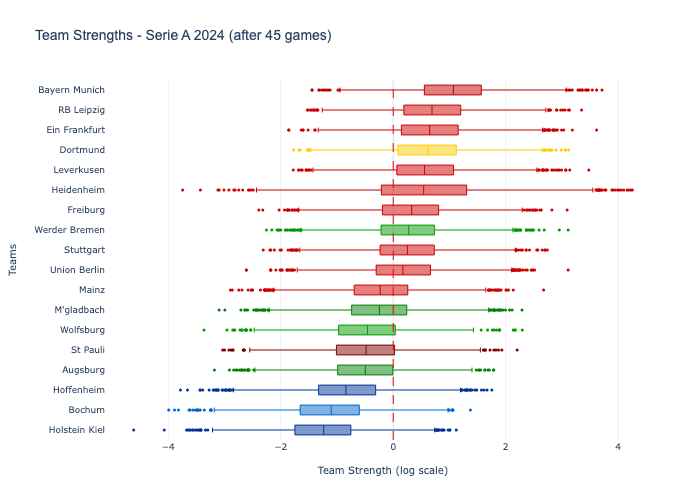 Team Strengths - Serie A 2024 (after 45 games)
Bayern Munich
RB Leipzig
Ein Frankfurt
Dortmund
Leverkusen
Heidenheim
Freiburg
Werder Bremen
Stuttgart
Union Berlin
Mainz
M'gladbach
Wolfsburg
St Pauli
Augsburg
Hoffenheim
Bochum
Holstein Kiel
Teams
−4 −2 0 2 4
Team Strength (log scale)